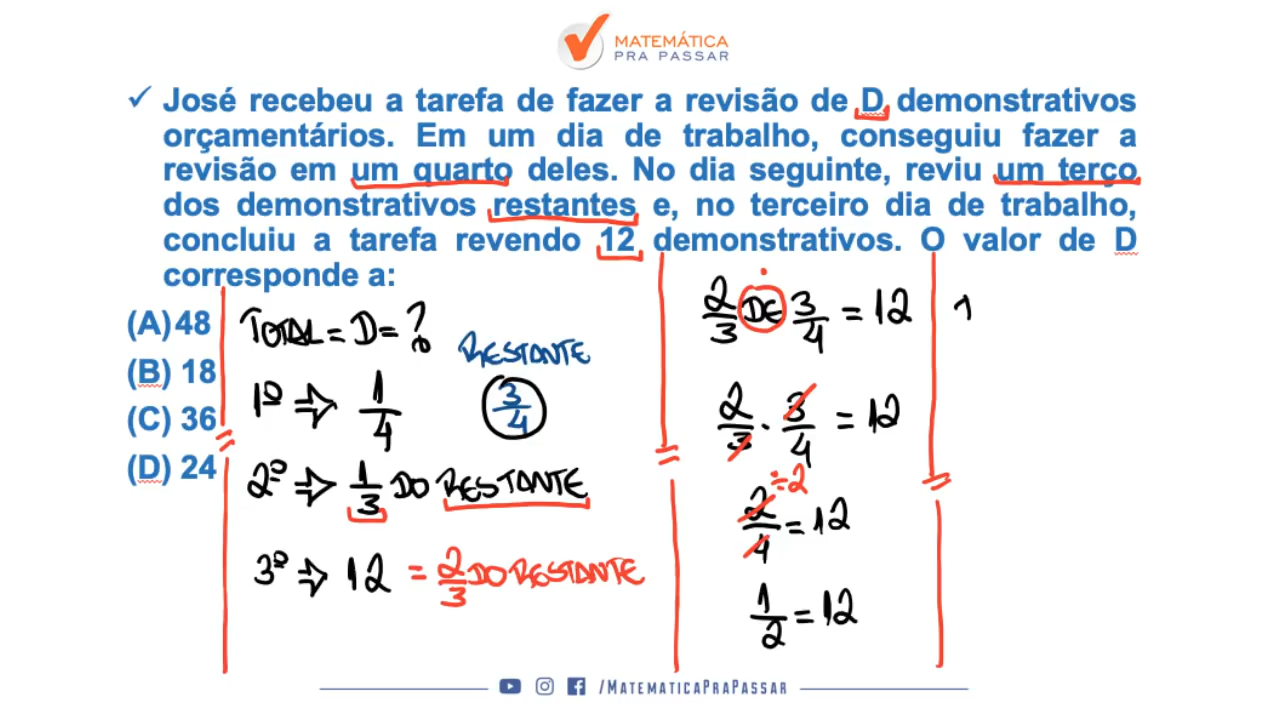 MATEMÁTICA
PRA PASSAR
✓ José recebeu a tarefa de fazer a revisão de D demonstrativos
orçamentários. Em um dia de trabalho, conseguiu fazer a
revisão em um quarto deles. No dia seguinte, reviu um terço
dos demonstrativos restantes e, no terceiro dia de trabalho,
concluiu a tarefa revendo 12 demonstrativos. O valor de D
corresponde a:
(A) 48
(B) 18
(C) 36
(D) 24
TOTAL = D = ?
RESTANTE
1º ⇒ 1/4
3/4
2º ⇒ 1/3 DO RESTANTE
3º ⇒ 12 = 2/3 DO RESTANTE
2/3 DE 3/4 = 12
2/3 . 3/4 = 12
÷2
2/4 = 12
1/2 = 12
1
/MATEMATICAPRAPASSAR